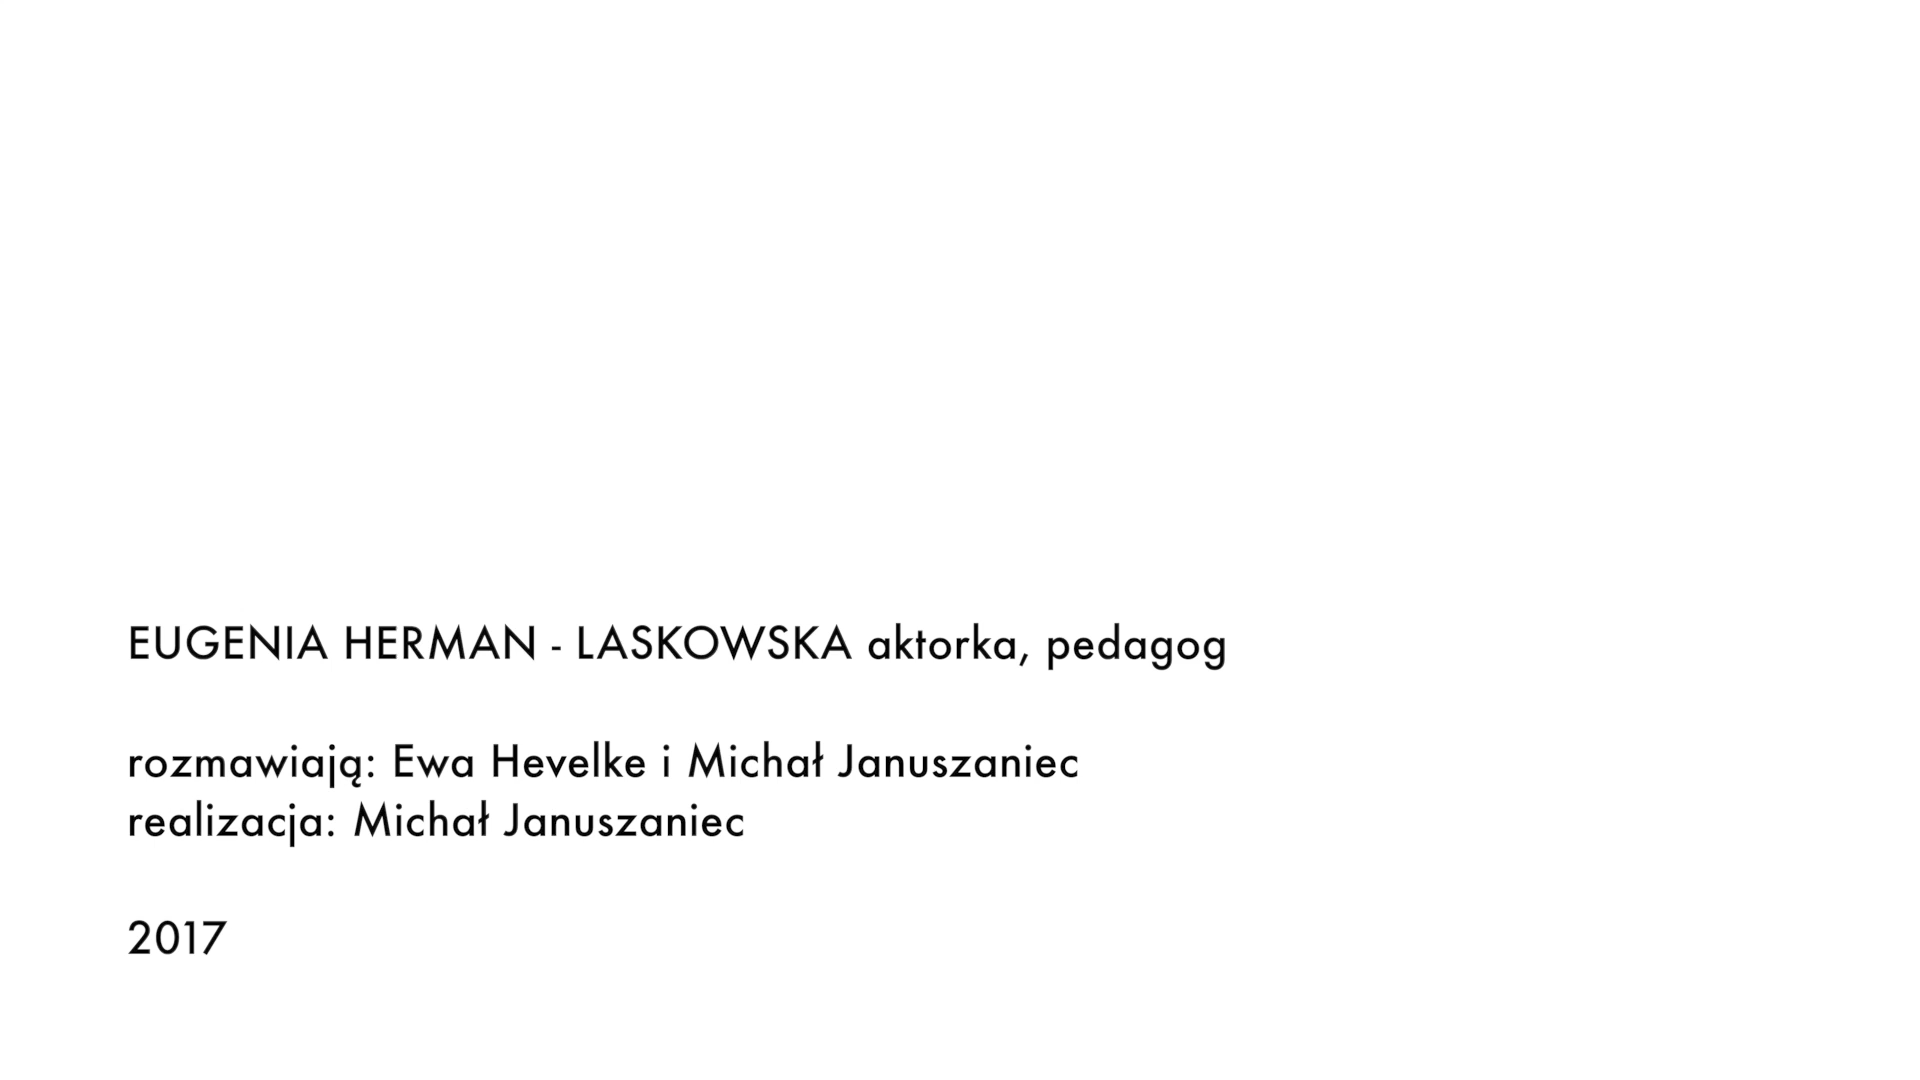 EUGENIA HERMAN - LASKOWSKA aktorka, pedagog
rozmawiają: Ewa Hevelke i Michał Januszaniec
realizacja: Michał Januszaniec
2017